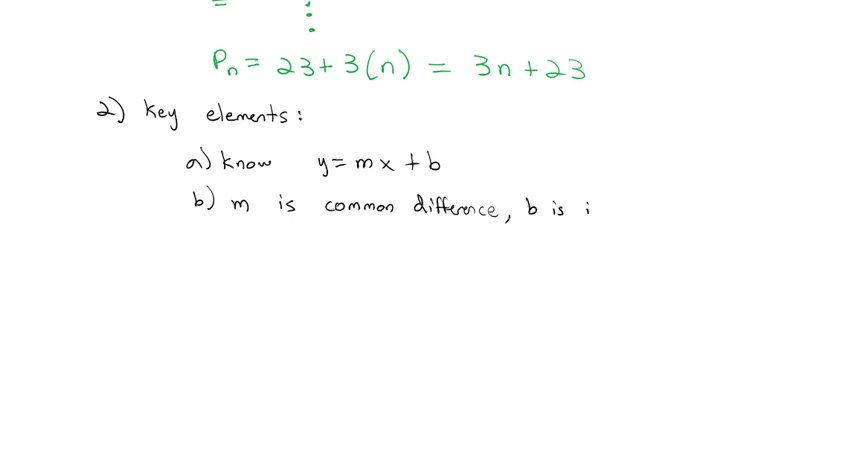 =
Pn = 23 + 3(n) = 3n + 23
2) Key elements:
a) know y = mx + b
b) m is common difference, b is i